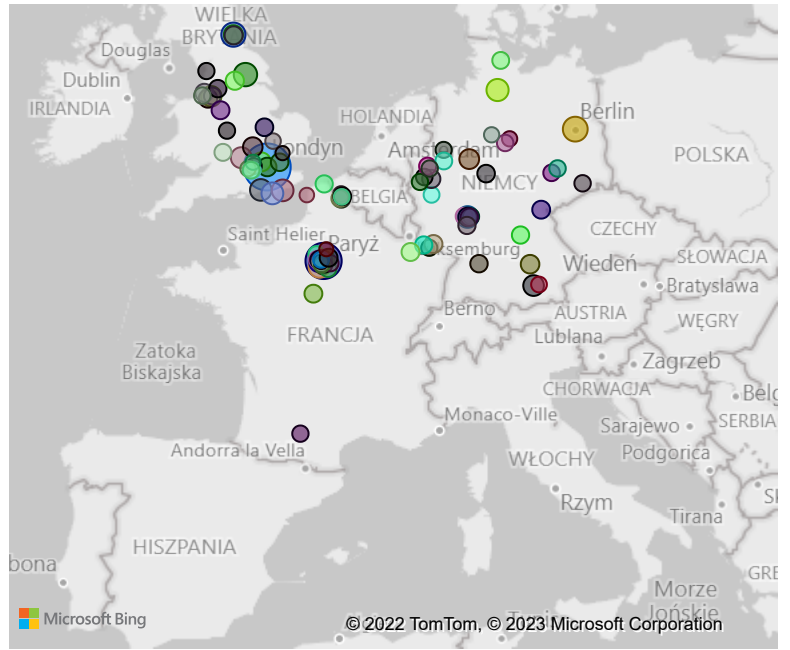 WIELKA
BRYTANIA
Douglas
Dublin
IRLANDIA
HOLANDIA
Berlin
Londyn
Amsterdam
POLSKA
NIEMCY
BELGIA
CZECHY
Saint Helier
Paryż
Luksemburg
SŁOWACJA
Wiedeń
Bratysława
Berno
AUSTRIA
WĘGRY
FRANCJA
Lublana
Zatoka
Biskajska
Zagrzeb
CHORWACJA
Belg
Monaco-Ville
Sarajewo
SERBIA
Andorra la Vella
WŁOCHY
Podgorica
Sk
Rzym
Tirana
HISZPANIA
bona
GRE
Morze
Jońskie
Microsoft Bing
© 2022 TomTom, © 2023 Microsoft Corporation